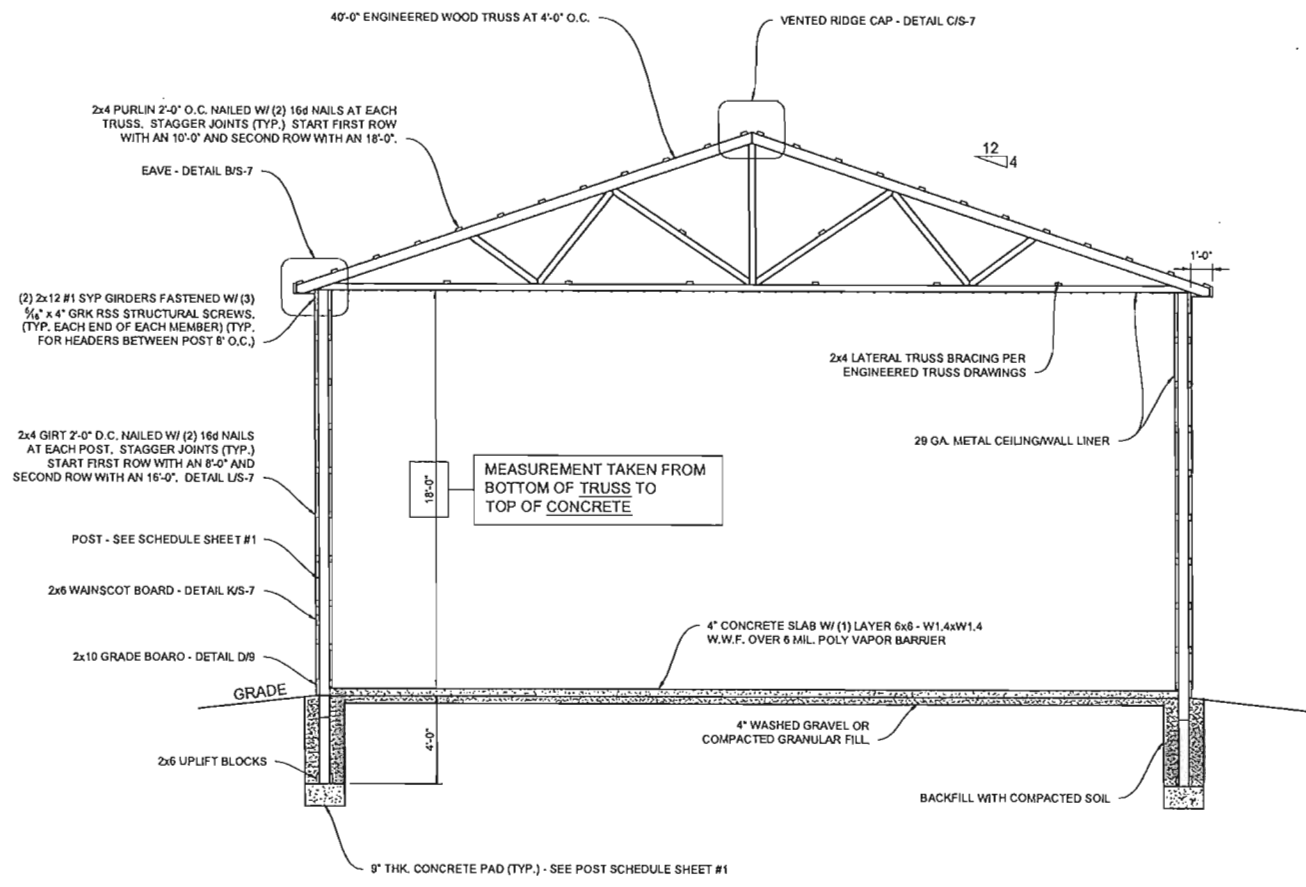 40'-0" ENGINEERED WOOD TRUSS AT 4'-0" O.C.
VENTED RIDGE CAP - DETAIL C/S-7
2x4 PURLIN 2'-0" O.C. NAILED W/ (2) 16d NAILS AT EACH
TRUSS. STAGGER JOINTS (TYP.) START FIRST ROW
WITH AN 10'-0" AND SECOND ROW WITH AN 18'-0".
12
4
EAVE - DETAIL B/S-7
1'-0"
(2) 2x12 #1 SYP GIRDERS FASTENED W/ (3)
5/16" x 4" GRK RSS STRUCTURAL SCREWS.
(TYP. EACH END OF EACH MEMBER) (TYP.
FOR HEADERS BETWEEN POST 8' O.C.)
2x4 LATERAL TRUSS BRACING PER
ENGINEERED TRUSS DRAWINGS
2x4 GIRT 2'-0" O.C. NAILED W/ (2) 16d NAILS
AT EACH POST. STAGGER JOINTS (TYP.)
START FIRST ROW WITH AN 8'-0" AND
SECOND ROW WITH AN 16'-0". DETAIL L/S-7
29 GA. METAL CEILING/WALL LINER
18'-0"
MEASUREMENT TAKEN FROM
BOTTOM OF TRUSS TO
TOP OF CONCRETE
POST - SEE SCHEDULE SHEET #1
2x6 WAINSCOT BOARD - DETAIL K/S-7
4" CONCRETE SLAB W/ (1) LAYER 6x6 - W1.4xW1.4
W.W.F. OVER 6 MIL. POLY VAPOR BARRIER
2x10 GRADE BOARD - DETAIL D/9
GRADE
4" WASHED GRAVEL OR
COMPACTED GRANULAR FILL.
4'-0"
2x6 UPLIFT BLOCKS
BACKFILL WITH COMPACTED SOIL
9" THK. CONCRETE PAD (TYP.) - SEE POST SCHEDULE SHEET #1